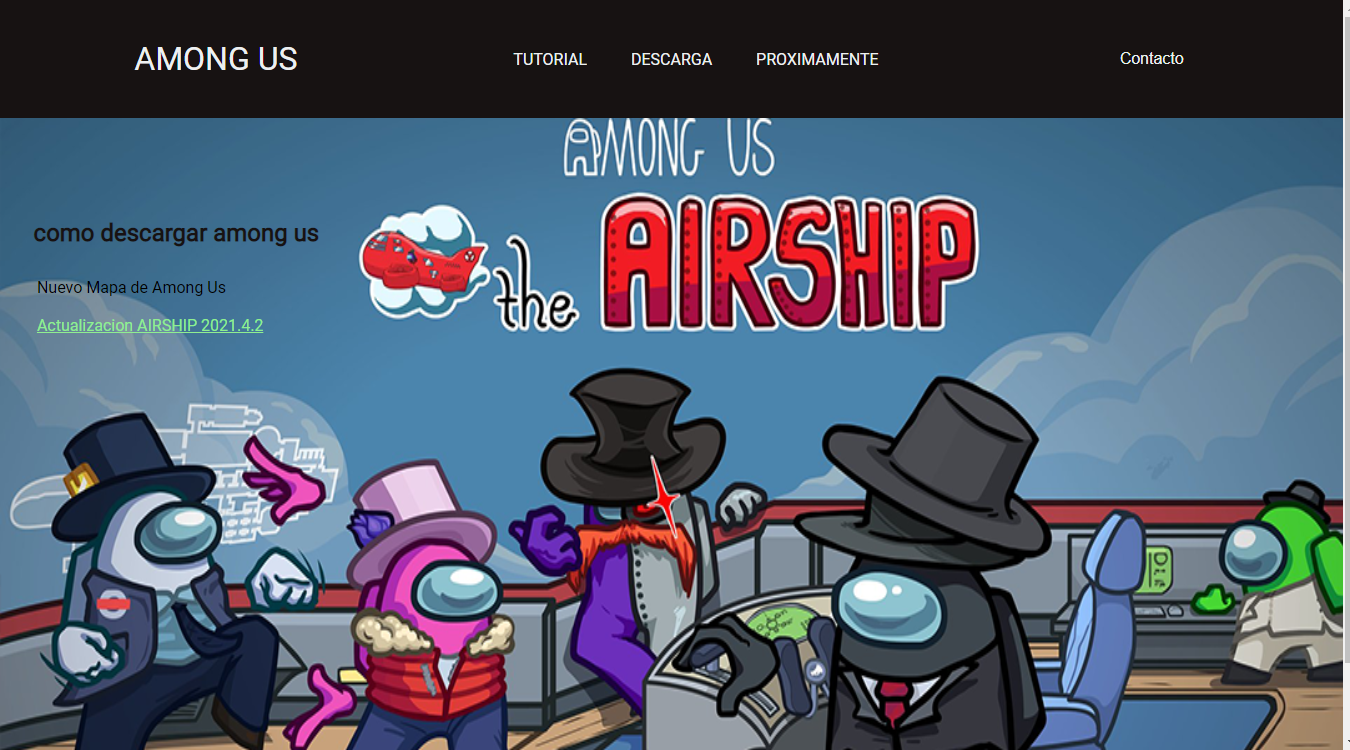 AMONG US
TUTORIAL DESCARGA PROXIMAMENTE
Contacto
AMONG US
the AIRSHIP
como descargar among us
Nuevo Mapa de Among Us
Actualizacion AIRSHIP 2021.4.2